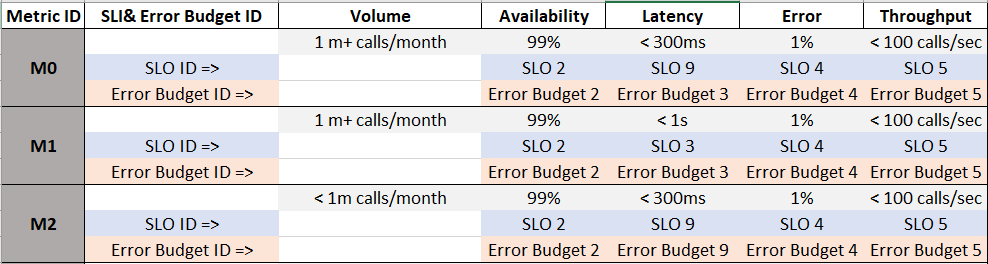 Metric ID SLI& Error Budget ID Volume Availability Latency Error Throughput
1 m+ calls/month 99% < 300ms 1% < 100 calls/sec
M0 SLO ID => SLO 2 SLO 9 SLO 4 SLO 5
Error Budget ID => Error Budget 2 Error Budget 3 Error Budget 4 Error Budget 5
1 m+ calls/month 99% < 1s 1% < 100 calls/sec
M1 SLO ID => SLO 2 SLO 3 SLO 4 SLO 5
Error Budget ID => Error Budget 2 Error Budget 3 Error Budget 4 Error Budget 5
< 1m calls/month 99% < 300ms 1% < 100 calls/sec
M2 SLO ID => SLO 2 SLO 9 SLO 4 SLO 5
Error Budget ID => Error Budget 2 Error Budget 9 Error Budget 4 Error Budget 5